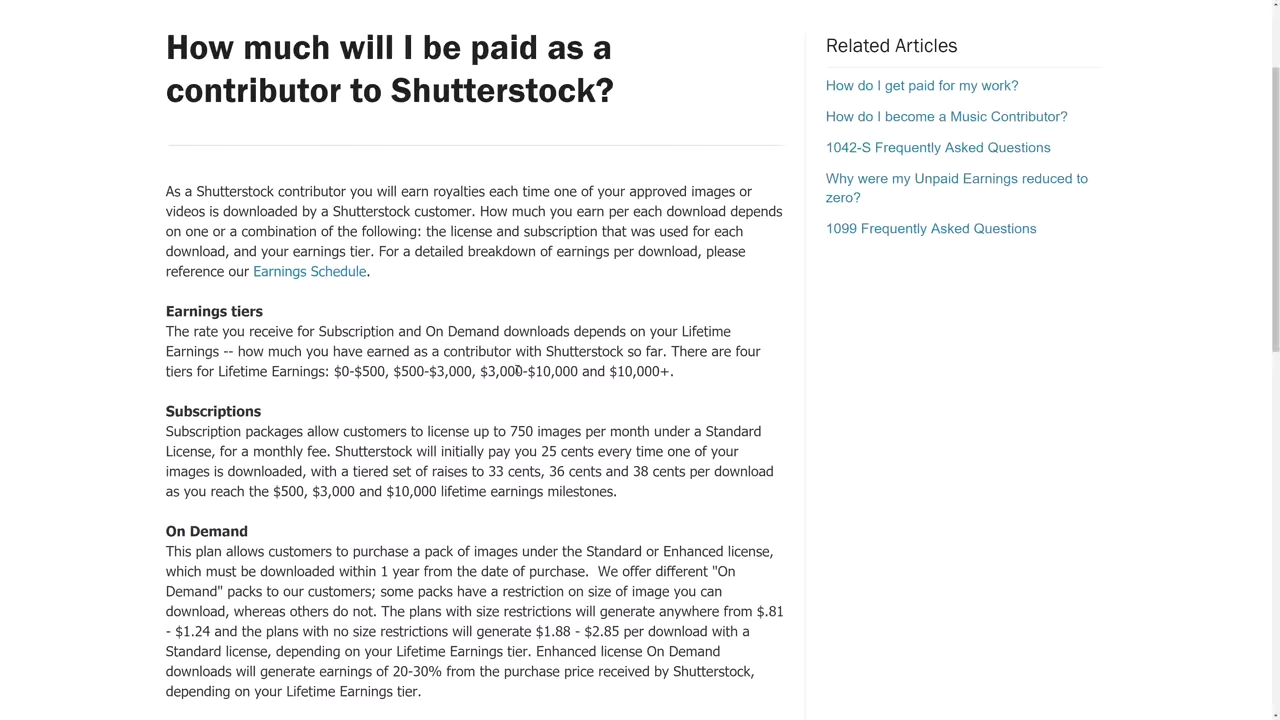 How much will I be paid as a
contributor to Shutterstock?
As a Shutterstock contributor you will earn royalties each time one of your approved images or
videos is downloaded by a Shutterstock customer. How much you earn per each download depends
on one or a combination of the following: the license and subscription that was used for each
download, and your earnings tier. For a detailed breakdown of earnings per download, please
reference our Earnings Schedule.
Earnings tiers
The rate you receive for Subscription and On Demand downloads depends on your Lifetime
Earnings -- how much you have earned as a contributor with Shutterstock so far. There are four
tiers for Lifetime Earnings: $0-$500, $500-$3,000, $3,000-$10,000 and $10,000+.
Subscriptions
Subscription packages allow customers to license up to 750 images per month under a Standard
License, for a monthly fee. Shutterstock will initially pay you 25 cents every time one of your
images is downloaded, with a tiered set of raises to 33 cents, 36 cents and 38 cents per download
as you reach the $500, $3,000 and $10,000 lifetime earnings milestones.
On Demand
This plan allows customers to purchase a pack of images under the Standard or Enhanced license,
which must be downloaded within 1 year from the date of purchase.  We offer different "On
Demand" packs to our customers; some packs have a restriction on size of image you can
download, whereas others do not. The plans with size restrictions will generate anywhere from $.81
- $1.24 and the plans with no size restrictions will generate $1.88 - $2.85 per download with a
Standard license, depending on your Lifetime Earnings tier. Enhanced license On Demand
downloads will generate earnings of 20-30% from the purchase price received by Shutterstock,
depending on your Lifetime Earnings tier.
Related Articles
How do I get paid for my work?
How do I become a Music Contributor?
1042-S Frequently Asked Questions
Why were my Unpaid Earnings reduced to
zero?
1099 Frequently Asked Questions